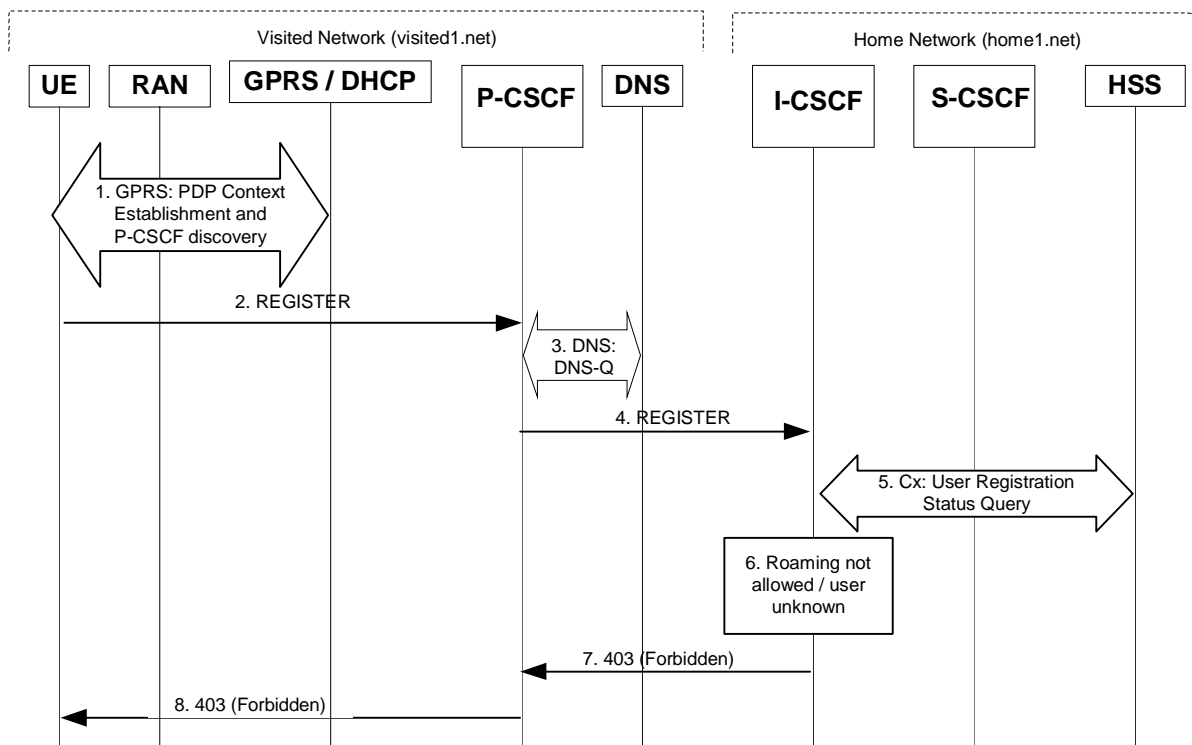 Visited Network (visited1.net)
Home Network (home1.net)
UE
RAN
GPRS / DHCP
P-CSCF
DNS
I-CSCF
S-CSCF
HSS
1. GPRS: PDP Context
Establishment and
P-CSCF discovery
2. REGISTER
3. DNS:
DNS-Q
4. REGISTER
5. Cx: User Registration
Status Query
6. Roaming not
allowed / user
unknown
7. 403 (Forbidden)
8. 403 (Forbidden)